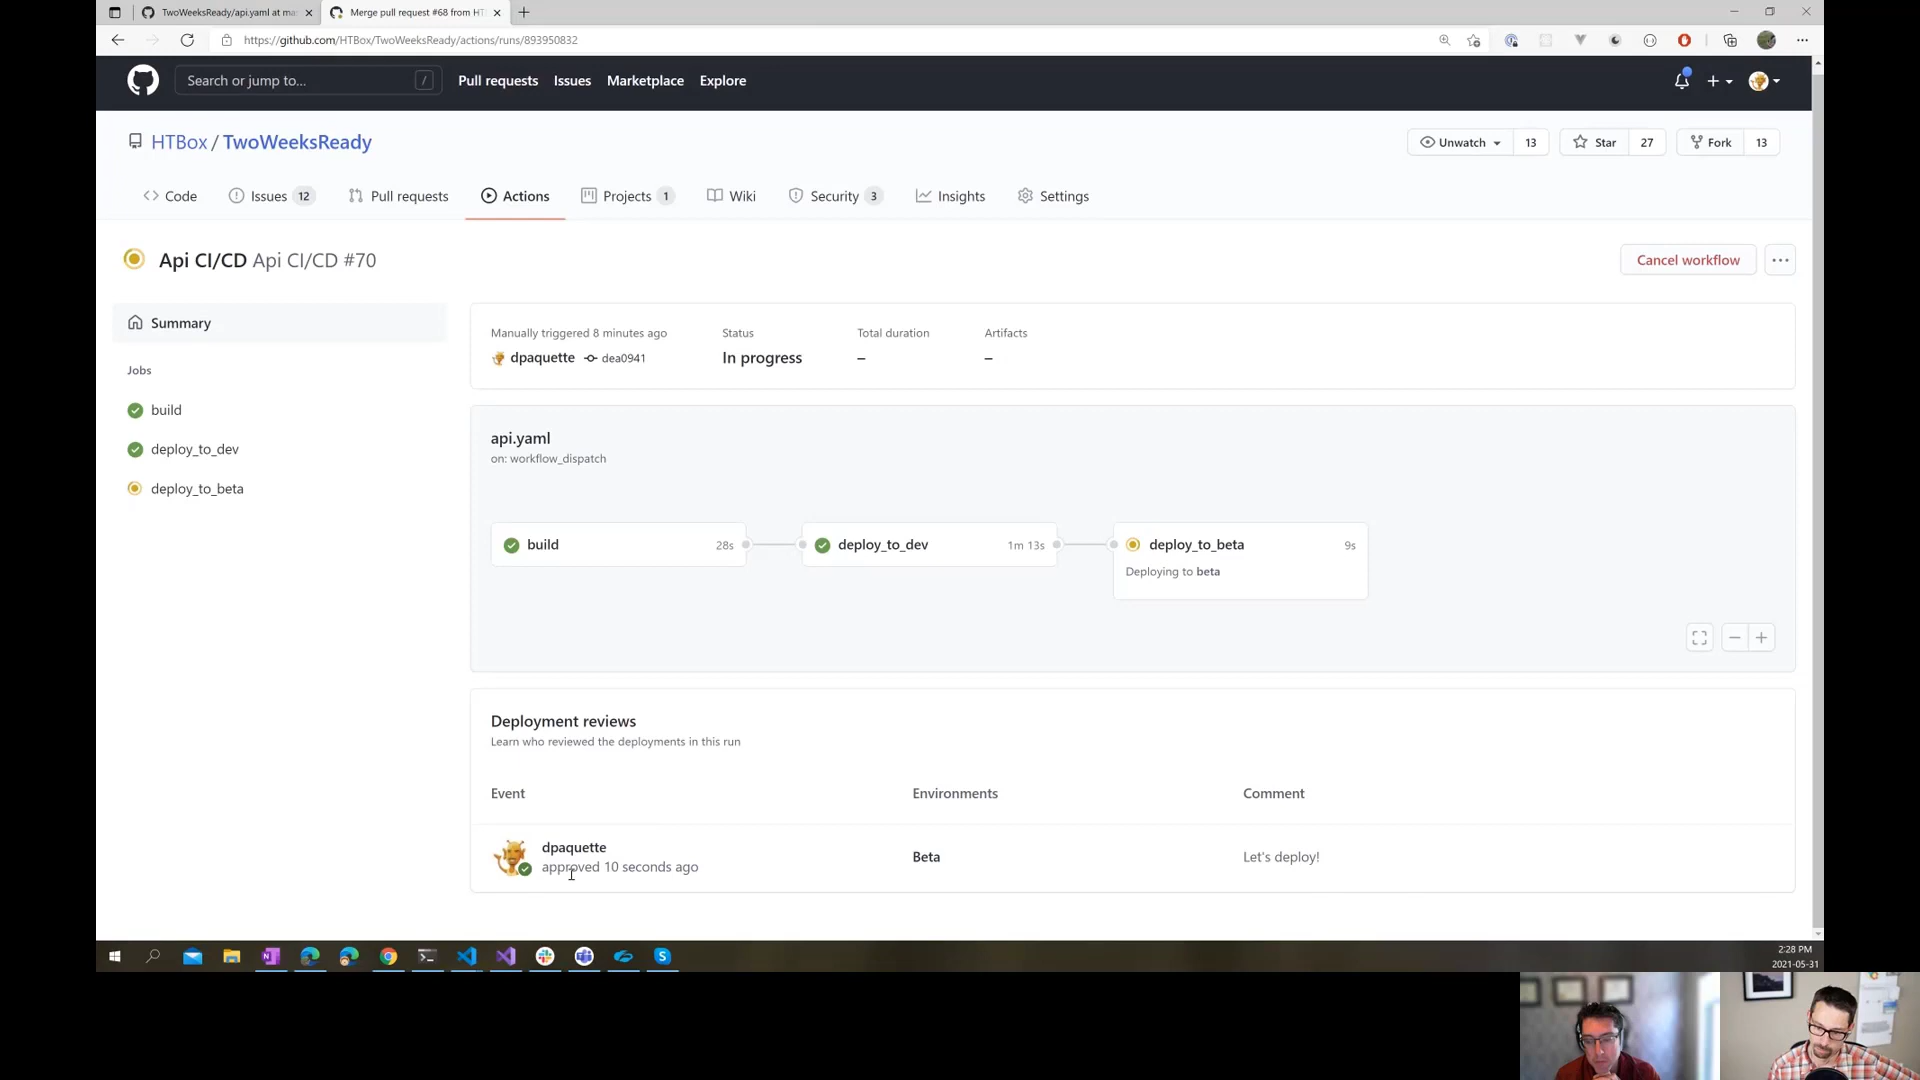 TwoWeeksReady/api.yaml at ma
Merge pull request #68 from HT
https://github.com/HTBox/TwoWeeksReady/actions/runs/893950832
Search or jump to... /
Pull requests Issues Marketplace Explore
HTBox / TwoWeeksReady
Unwatch 13 Star 27 Fork 13
Code Issues 12 Pull requests Actions Projects 1 Wiki Security 3 Insights Settings
Api CI/CD Api CI/CD #70
Cancel workflow
Summary
Jobs
build
deploy_to_dev
deploy_to_beta
Manually triggered 8 minutes ago Status Total duration Artifacts
dpaquette dea0941 In progress – –
api.yaml
on: workflow_dispatch
build 28s
deploy_to_dev 1m 13s
deploy_to_beta 9s
Deploying to beta
Deployment reviews
Learn who reviewed the deployments in this run
Event Environments Comment
dpaquette
approved 10 seconds ago Beta Let's deploy!
2:28 PM
2021-05-31